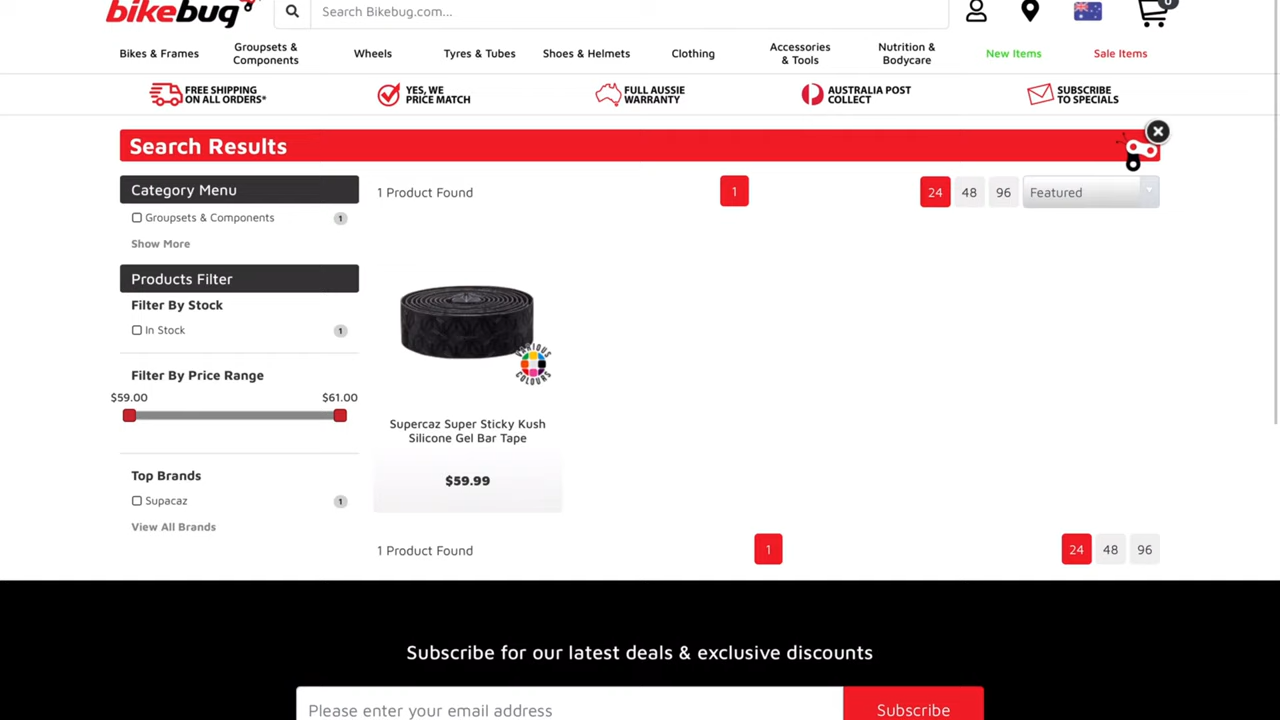 bikebug
Search Bikebug.com...
0
Bikes & Frames
Groupsets &
Components
Wheels
Tyres & Tubes
Shoes & Helmets
Clothing
Accessories
& Tools
Nutrition &
Bodycare
New Items
Sale Items
FREE SHIPPING
ON ALL ORDERS*
YES, WE
PRICE MATCH
FULL AUSSIE
WARRANTY
AUSTRALIA POST
COLLECT
SUBSCRIBE
TO SPECIALS
Search Results
Category Menu
Groupsets & Components 1
Show More
Products Filter
Filter By Stock
In Stock 1
Filter By Price Range
$59.00 $61.00
Top Brands
Supacaz 1
View All Brands
1 Product Found 1 24 48 96 Featured
VARIOUS
COLOURS
Supercaz Super Sticky Kush
Silicone Gel Bar Tape
$59.99
1 Product Found 1 24 48 96
Subscribe for our latest deals & exclusive discounts
Please enter your email address Subscribe